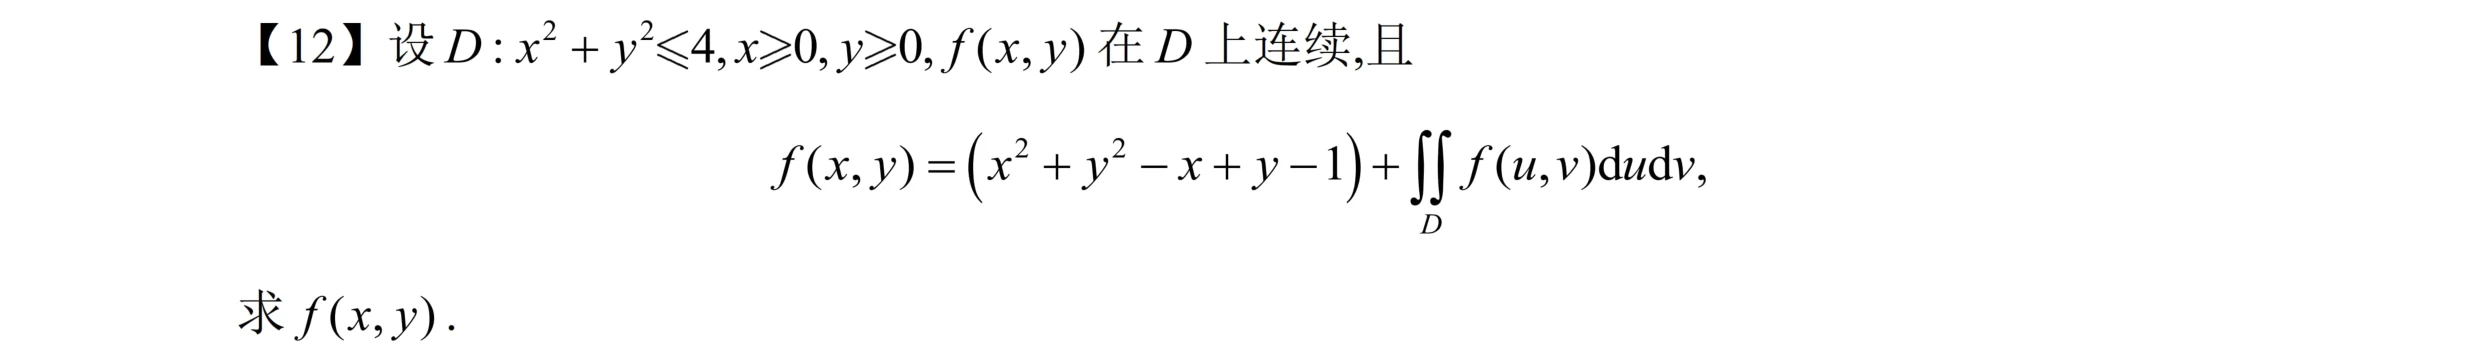 【12】设 D : x² + y² ⩽ 4, x ⩾ 0, y ⩾ 0, f(x, y) 在 D 上连续,且
f(x, y) = (x² + y² − x + y − 1) + ∬_D f(u, v)dudv,
求 f(x, y) .